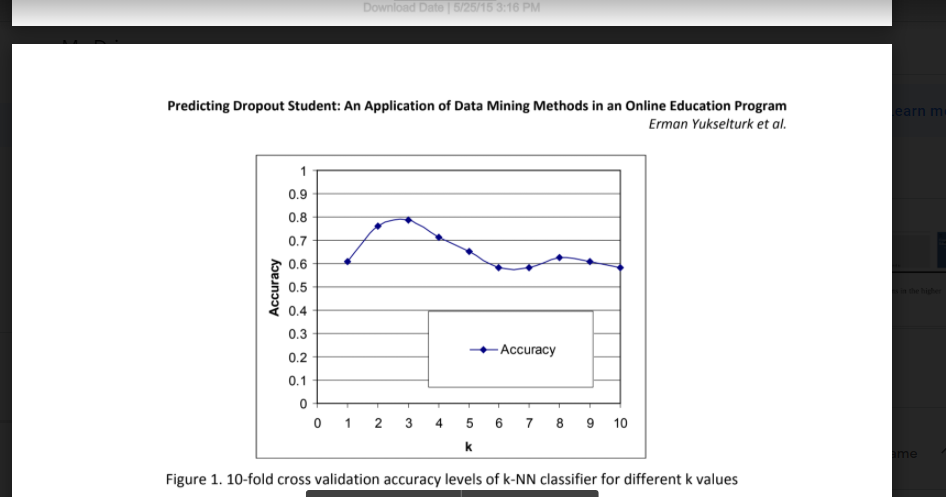 Download Date | 5/25/15 3:16 PM
Predicting Dropout Student: An Application of Data Mining Methods in an Online Education Program
Erman Yukselturk et al.
1
0.9
0.8
0.7
0.6
0.5
0.4
0.3
0.2
0.1
0
Accuracy
Accuracy
0 1 2 3 4 5 6 7 8 9 10
k
Figure 1. 10-fold cross validation accuracy levels of k-NN classifier for different k values